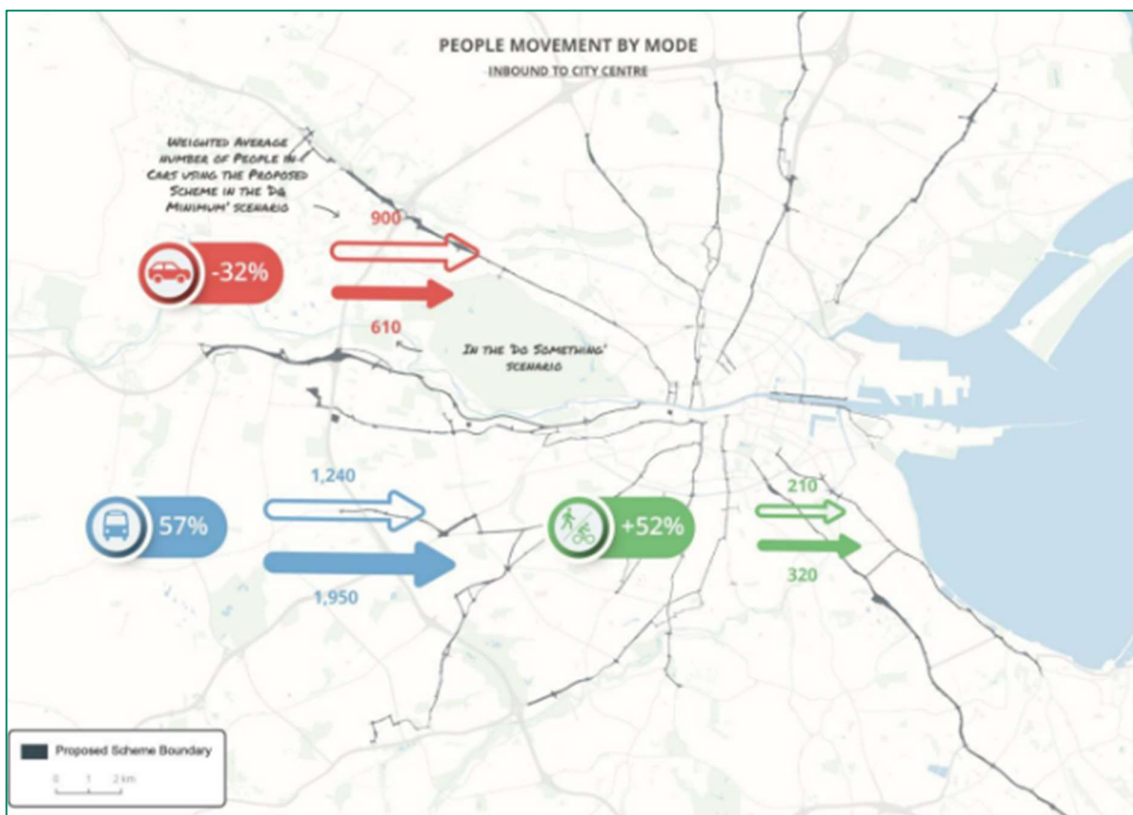 PEOPLE MOVEMENT BY MODE
INBOUND TO CITY CENTRE
WEIGHTED AVERAGE
NUMBER OF PEOPLE IN
CARS USING THE PROPOSED
SCHEME IN THE 'DO
MINIMUM' SCENARIO
900
-32%
610
IN THE 'DO SOMETHING'
SCENARIO
1,240
57%
1,950
+52%
210
320
Proposed Scheme Boundary
0 1 2 km